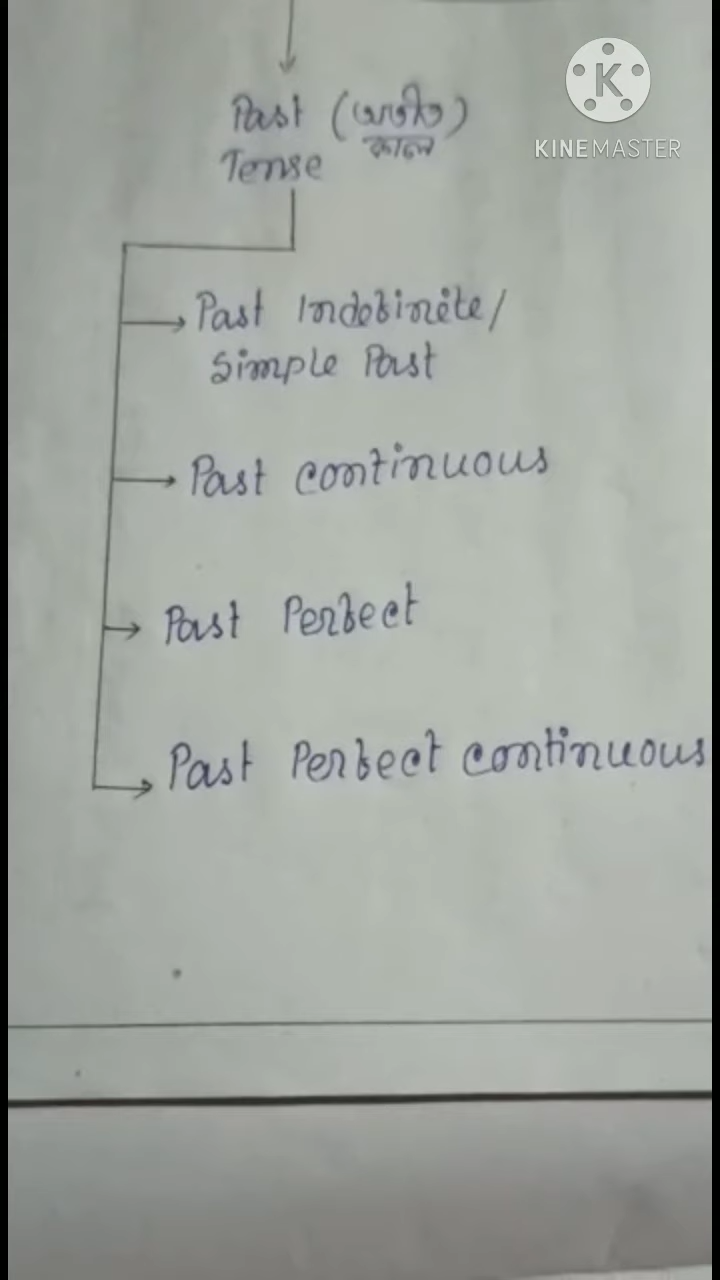 Past (অতীত)
কাল
Tense
Past Indefinite/
Simple Past
Past continuous
Past Perfect
Past Perfect continuous
K
KINEMASTER